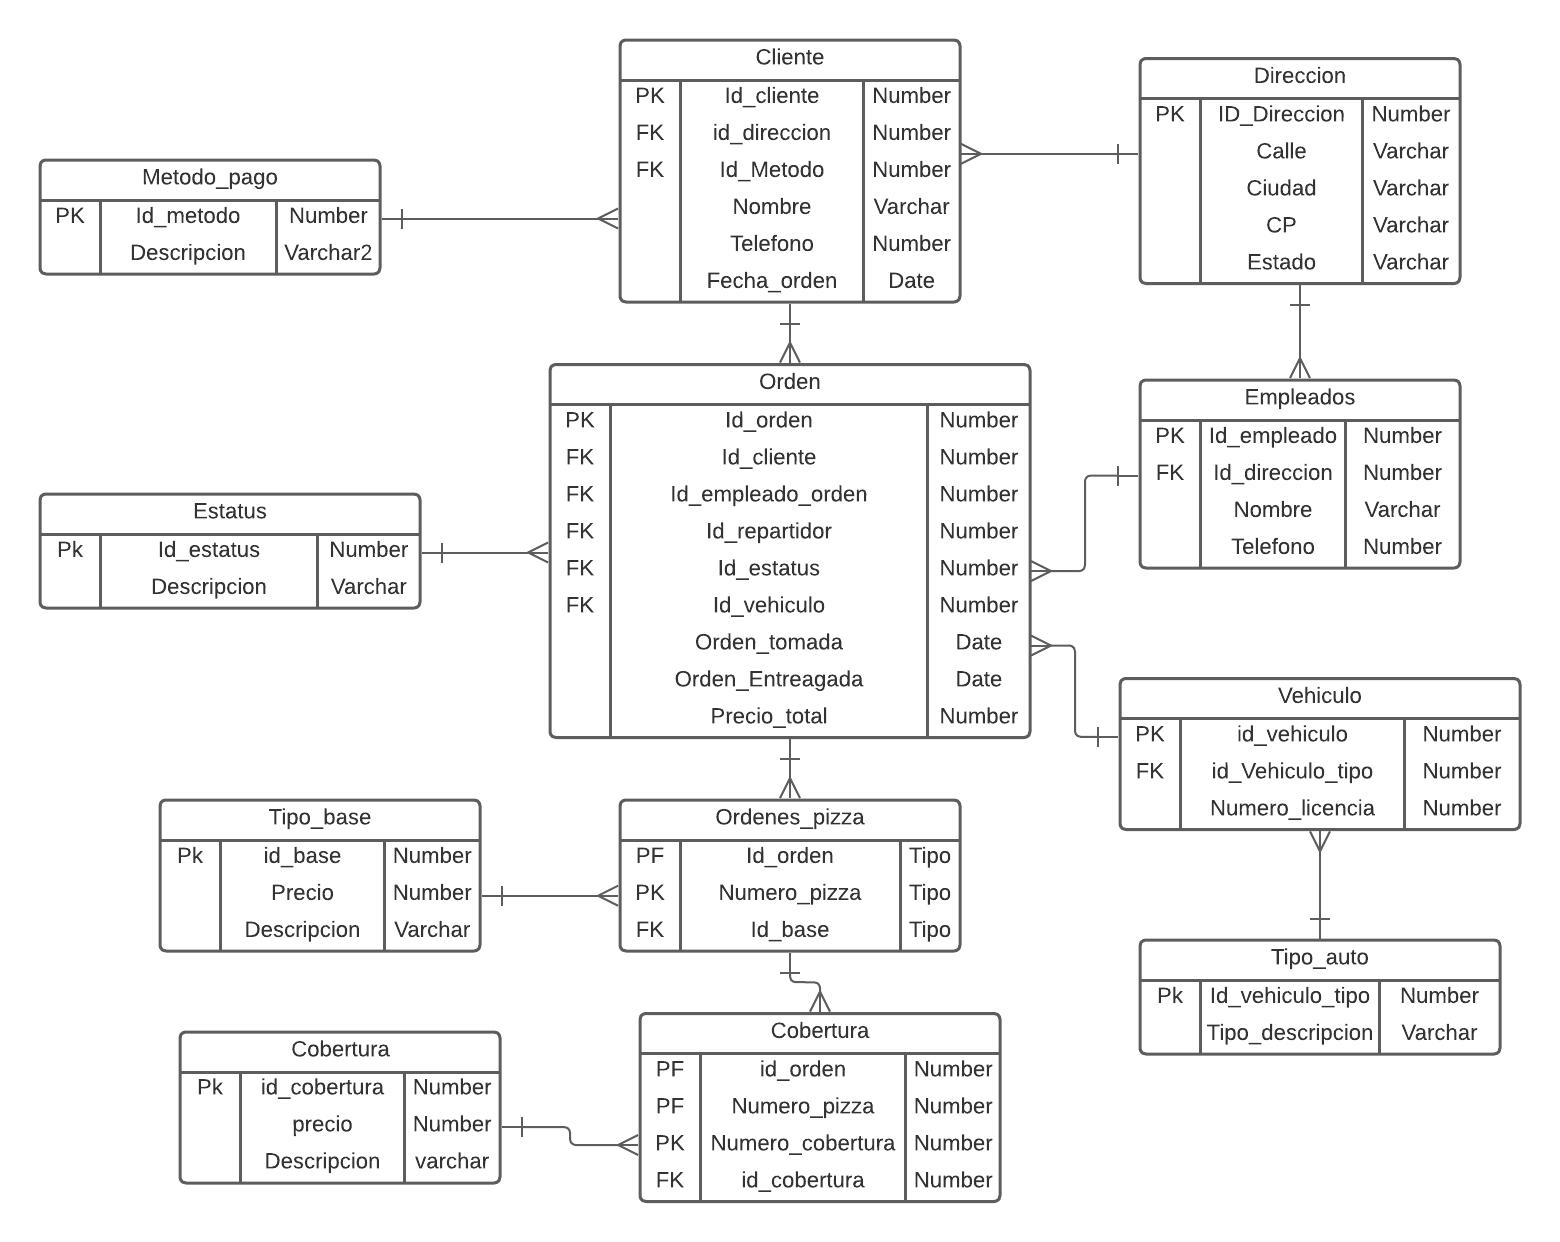 Cliente
PK Id_cliente Number
FK id_direccion Number
FK Id_Metodo Number
Nombre Varchar
Telefono Number
Fecha_orden Date
Direccion
PK ID_Direccion Number
Calle Varchar
Ciudad Varchar
CP Varchar
Estado Varchar
Metodo_pago
PK Id_metodo Number
Descripcion Varchar2
Orden
PK Id_orden Number
FK Id_cliente Number
FK Id_empleado_orden Number
FK Id_repartidor Number
FK Id_estatus Number
FK Id_vehiculo Number
Orden_tomada Date
Orden_Entreagada Date
Precio_total Number
Empleados
PK Id_empleado Number
FK Id_direccion Number
Nombre Varchar
Telefono Number
Estatus
Pk Id_estatus Number
Descripcion Varchar
Vehiculo
PK id_vehiculo Number
FK id_Vehiculo_tipo Number
Numero_licencia Number
Tipo_base
Pk id_base Number
Precio Number
Descripcion Varchar
Ordenes_pizza
PF Id_orden Tipo
PK Numero_pizza Tipo
FK Id_base Tipo
Tipo_auto
Pk Id_vehiculo_tipo Number
Tipo_descripcion Varchar
Cobertura
PF id_orden Number
PF Numero_pizza Number
PK Numero_cobertura Number
FK id_cobertura Number
Cobertura
Pk id_cobertura Number
precio Number
Descripcion varchar